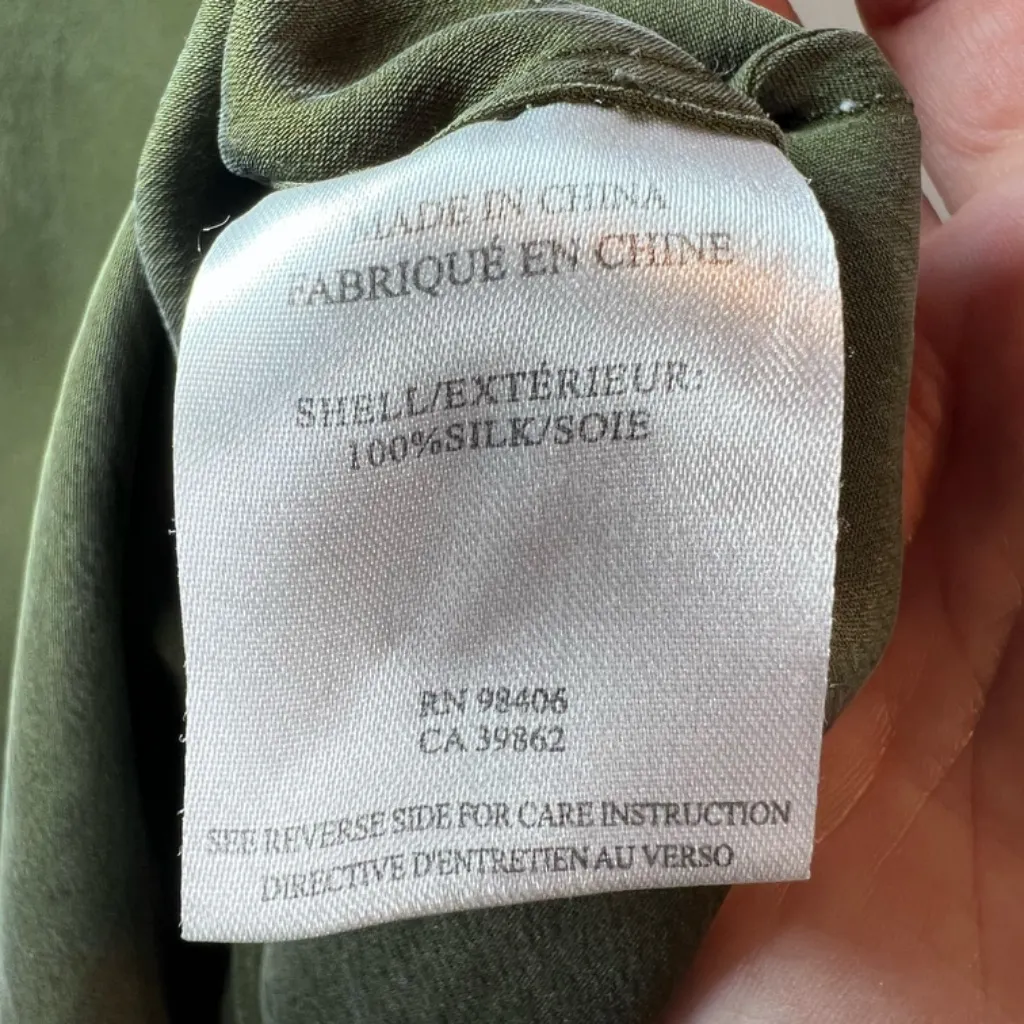 MADE IN CHINA
FABRIQUÉ EN CHINE
SHELL/EXTÉRIEUR:
100%SILK/SOIE
RN 98406
CA 39862
SEE REVERSE SIDE FOR CARE INSTRUCTION
DIRECTIVE D'ENTRETIEN AU VERSO